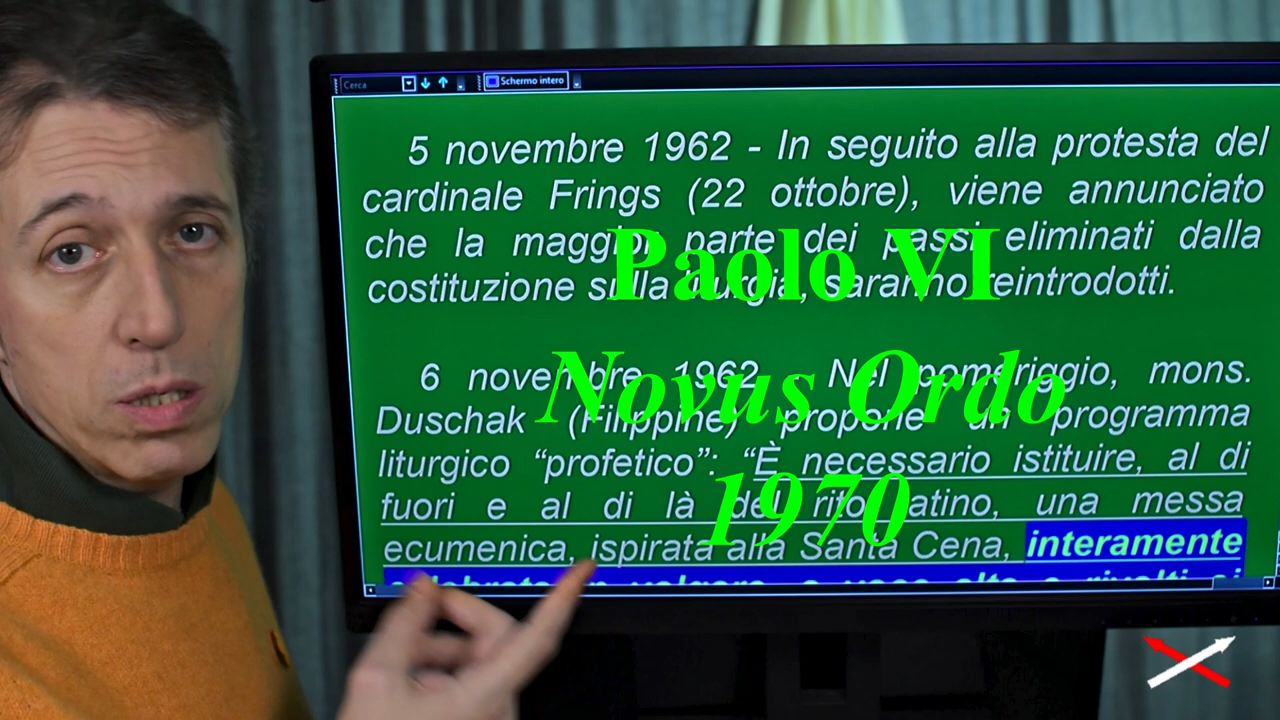 Cerca
Schermo intero
5 novembre 1962 - In seguito alla protesta del
cardinale Frings (22 ottobre), viene annunciato
che la maggior parte dei passi eliminati dalla
costituzione sulla liturgia, saranno reintrodotti.
Paolo VI
6 novembre 1962 - Nel pomeriggio, mons.
Novus Ordo
Duschak (Filippine) propone un programma
liturgico “profetico”: “È necessario istituire, al di
fuori e al di là del rito latino, una messa
1970
ecumenica, ispirata alla Santa Cena, interamente